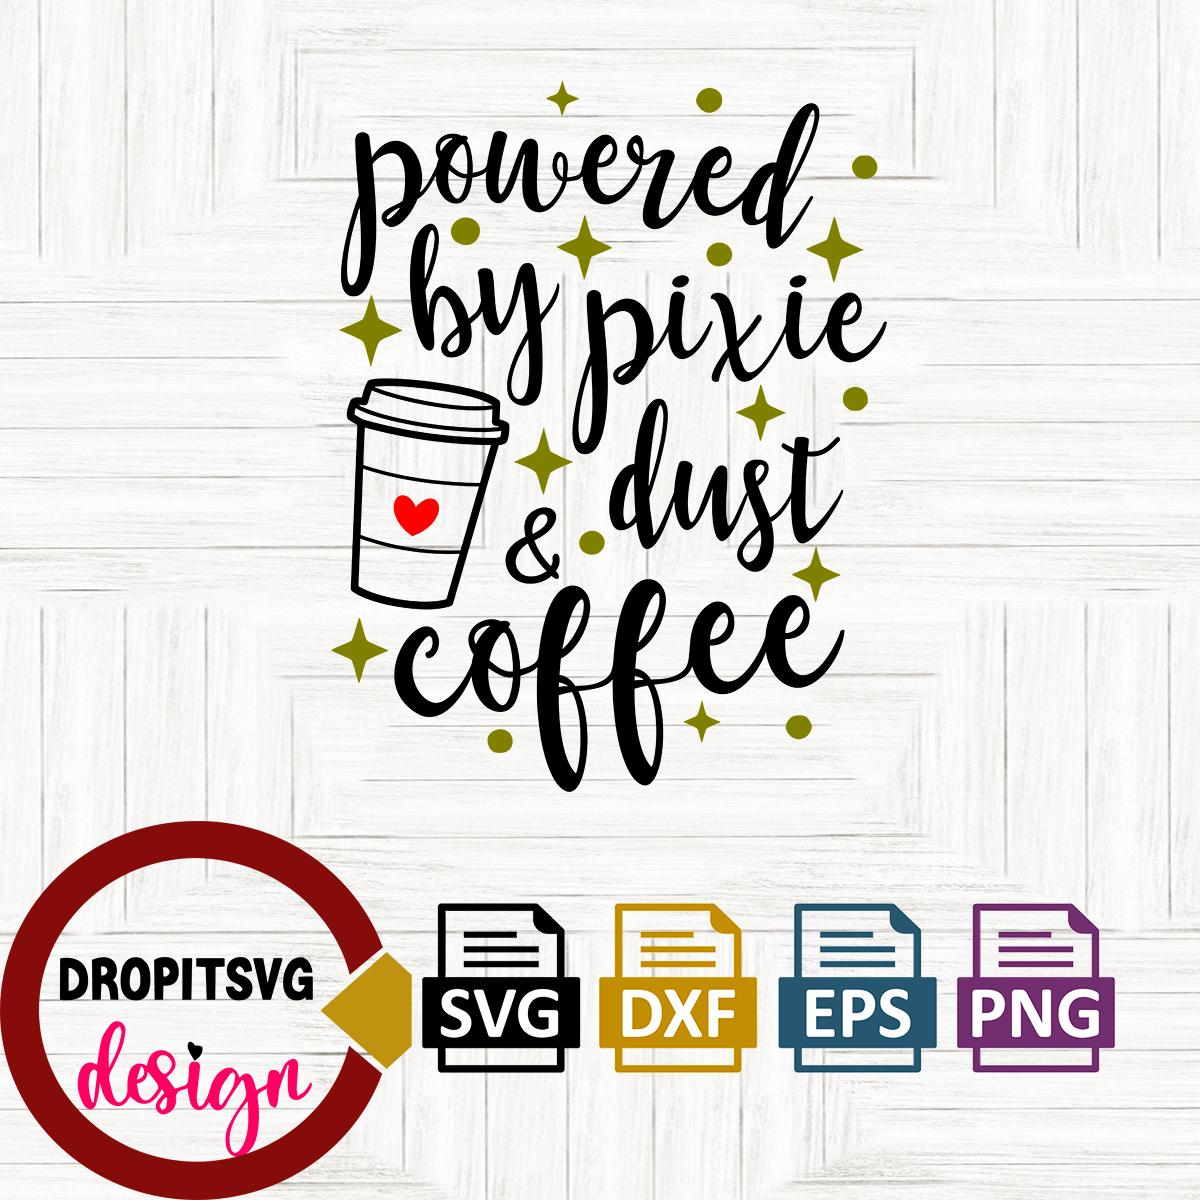 powered
by pixie
dust
&
coffee
DROPITSVG
design
SVG
DXF
EPS
PNG